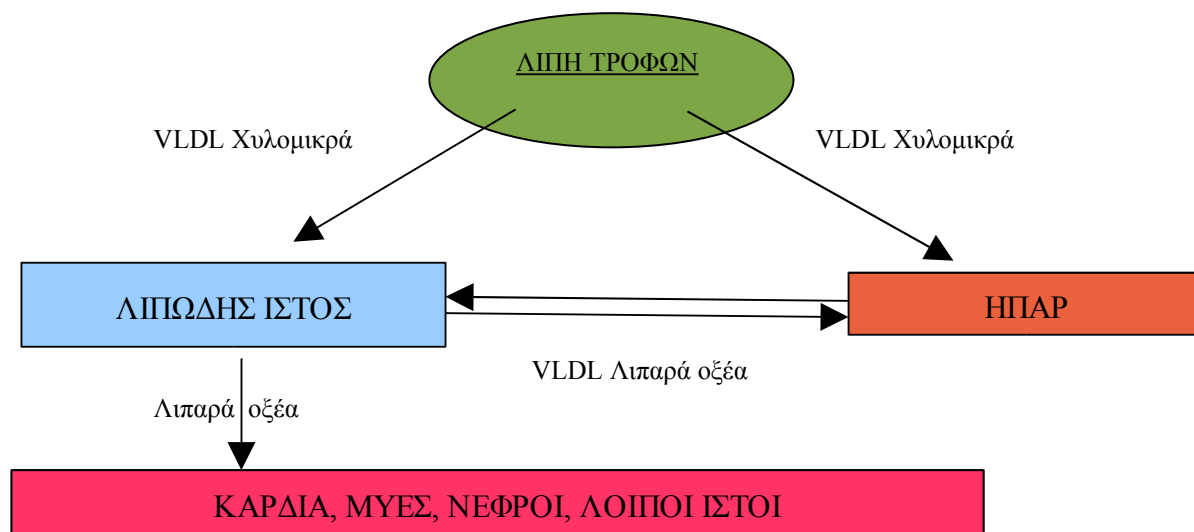 ΛΙΠΗ ΤΡΟΦΩΝ
VLDL Χυλομικρά
VLDL Χυλομικρά
ΛΙΠΩΔΗΣ ΙΣΤΟΣ
ΗΠΑΡ
VLDL Λιπαρά οξέα
Λιπαρά οξέα
ΚΑΡΔΙΑ, ΜΥΕΣ, ΝΕΦΡΟΙ, ΛΟΙΠΟΙ ΙΣΤΟΙ